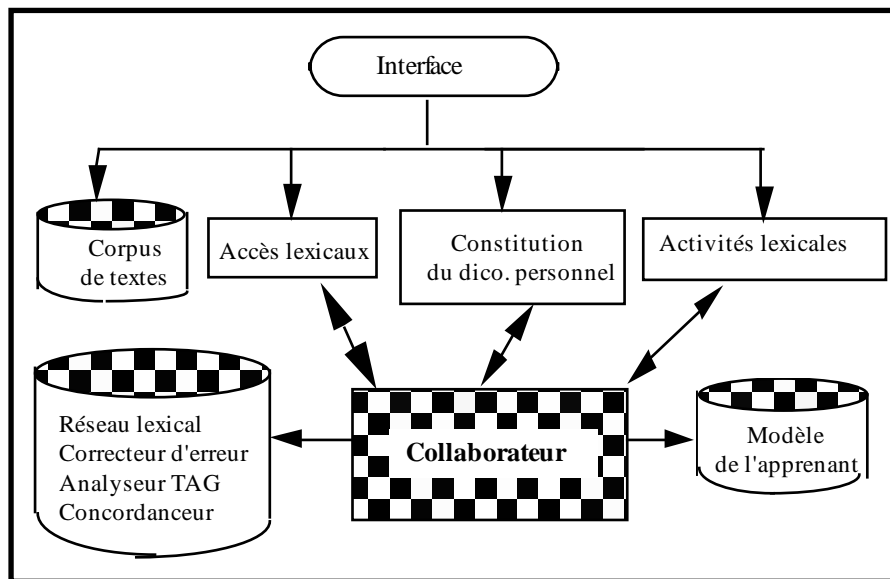 Interface
Corpus
de textes
Accès lexicaux
Constitution
du dico. personnel
Activités lexicales
Réseau lexical
Correcteur d'erreur
Analyseur TAG
Concordanceur
Collaborateur
Modèle
de l'apprenant